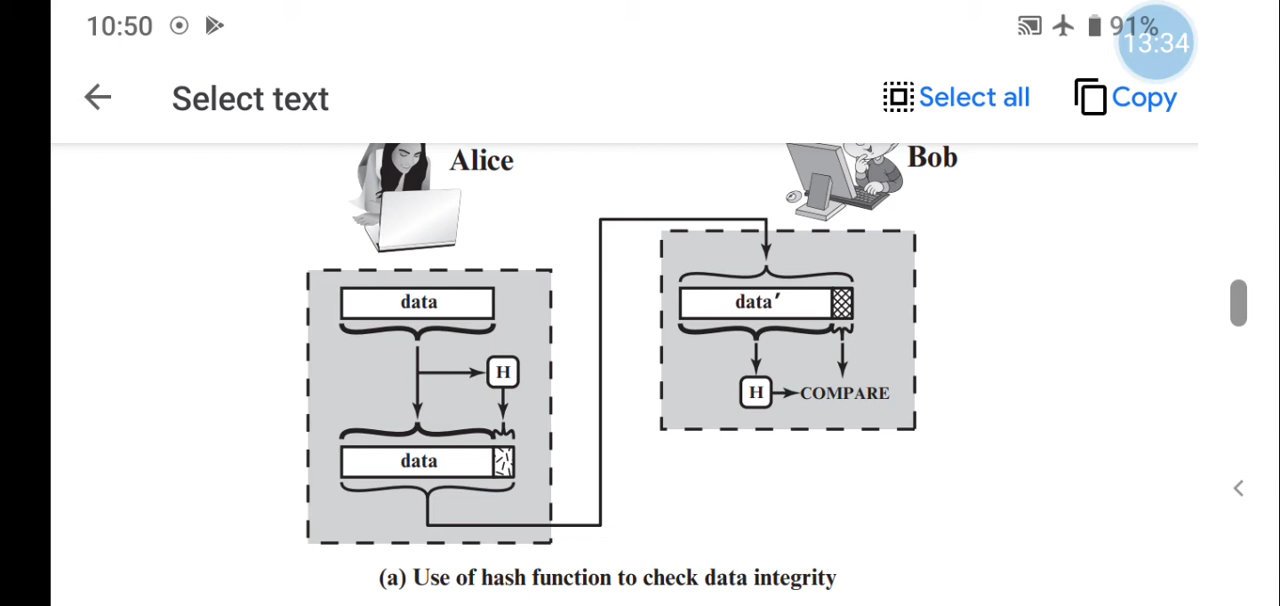 10:50
91%
13:34
Select text
Select all
Copy
Alice
Bob
data
H
data
data′
H
COMPARE
(a) Use of hash function to check data integrity